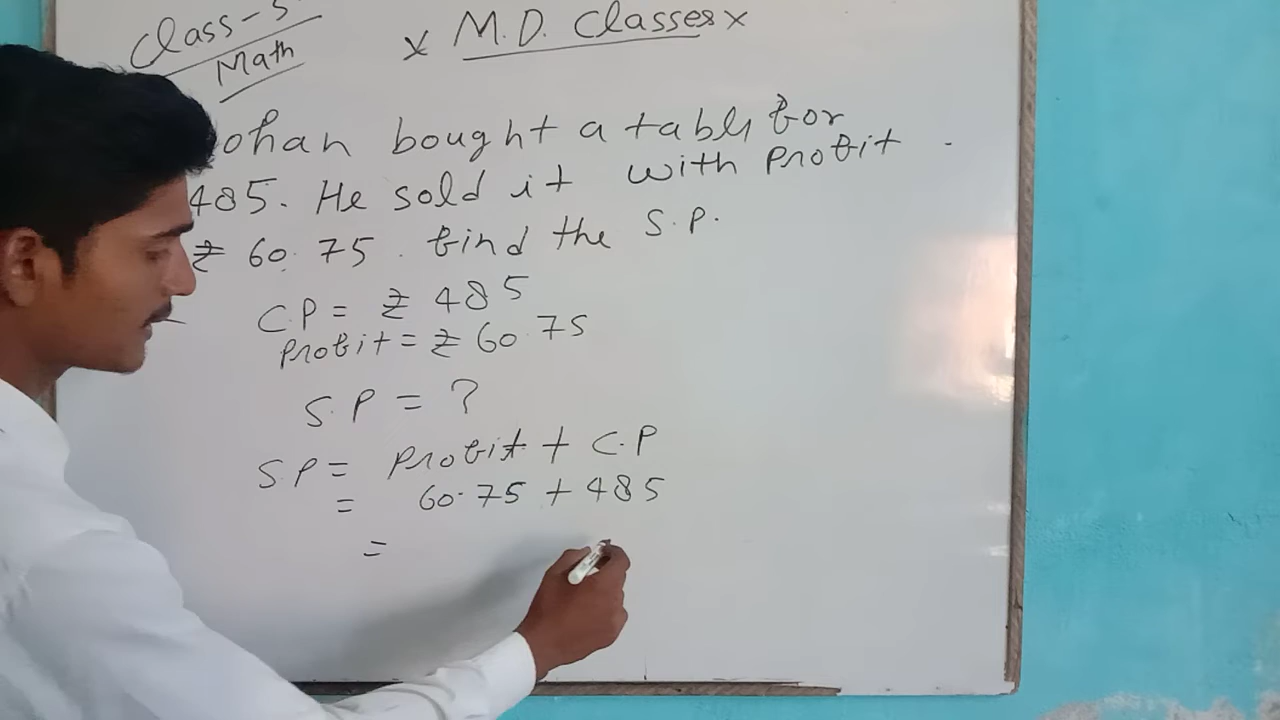 Class-5
Math
x M.D. Classes x
ohan bought a table for
485. He sold it with Profit
₹ 60.75. find the S.P.
C.P = ₹ 485
Profit = ₹ 60.75
S.P = ?
S.P = Profit + C.P
= 60.75 + 485
=